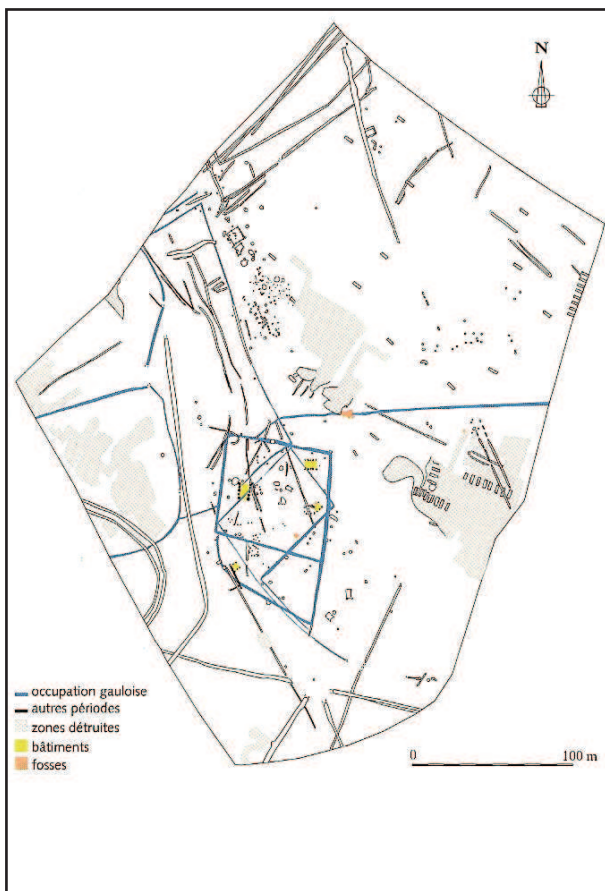 N
occupation gauloise
autres périodes
zones détruites
bâtiments
fosses
0 100 m